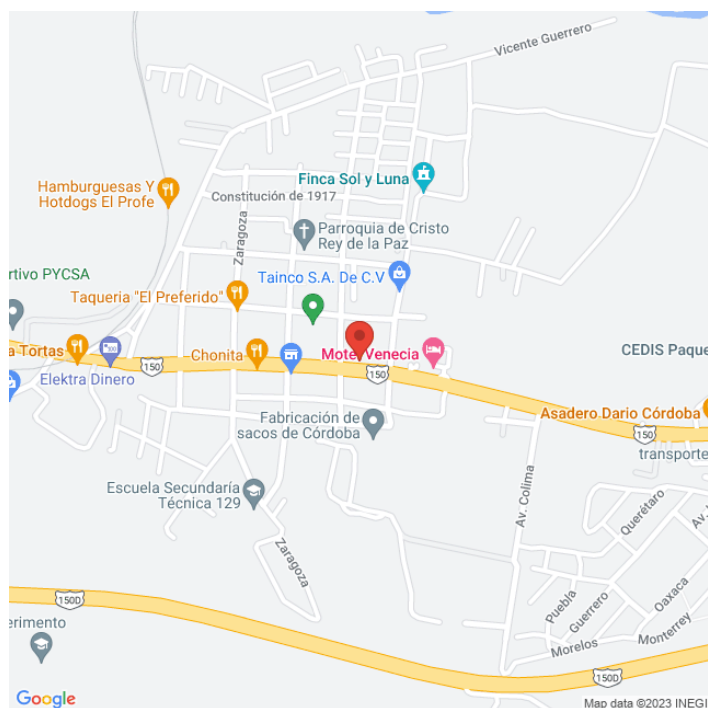 Vicente Guerrero
Finca Sol y Luna
Hamburguesas Y
Hotdogs El Profe
Constitución de 1917
Zaragoza
Parroquia de Cristo
Rey de la Paz
rtivo PYCSA
Tainco S.A. De C.V
Taqueria "El Preferido"
a Tortas
Chonita
Motel Venecia
CEDIS Paque
150
Elektra Dinero
150
Asadero Dario Córdoba
Fabricación de
sacos de Córdoba
150
transporte
Escuela Secundaría
Técnica 129
Av. Colima
Querétaro
Av.
Zaragoza
150D
Puebla
Guerrero
Oaxaca
Monterrey
Morelos
erimento
150D
Google
Map data ©2023 INEGI